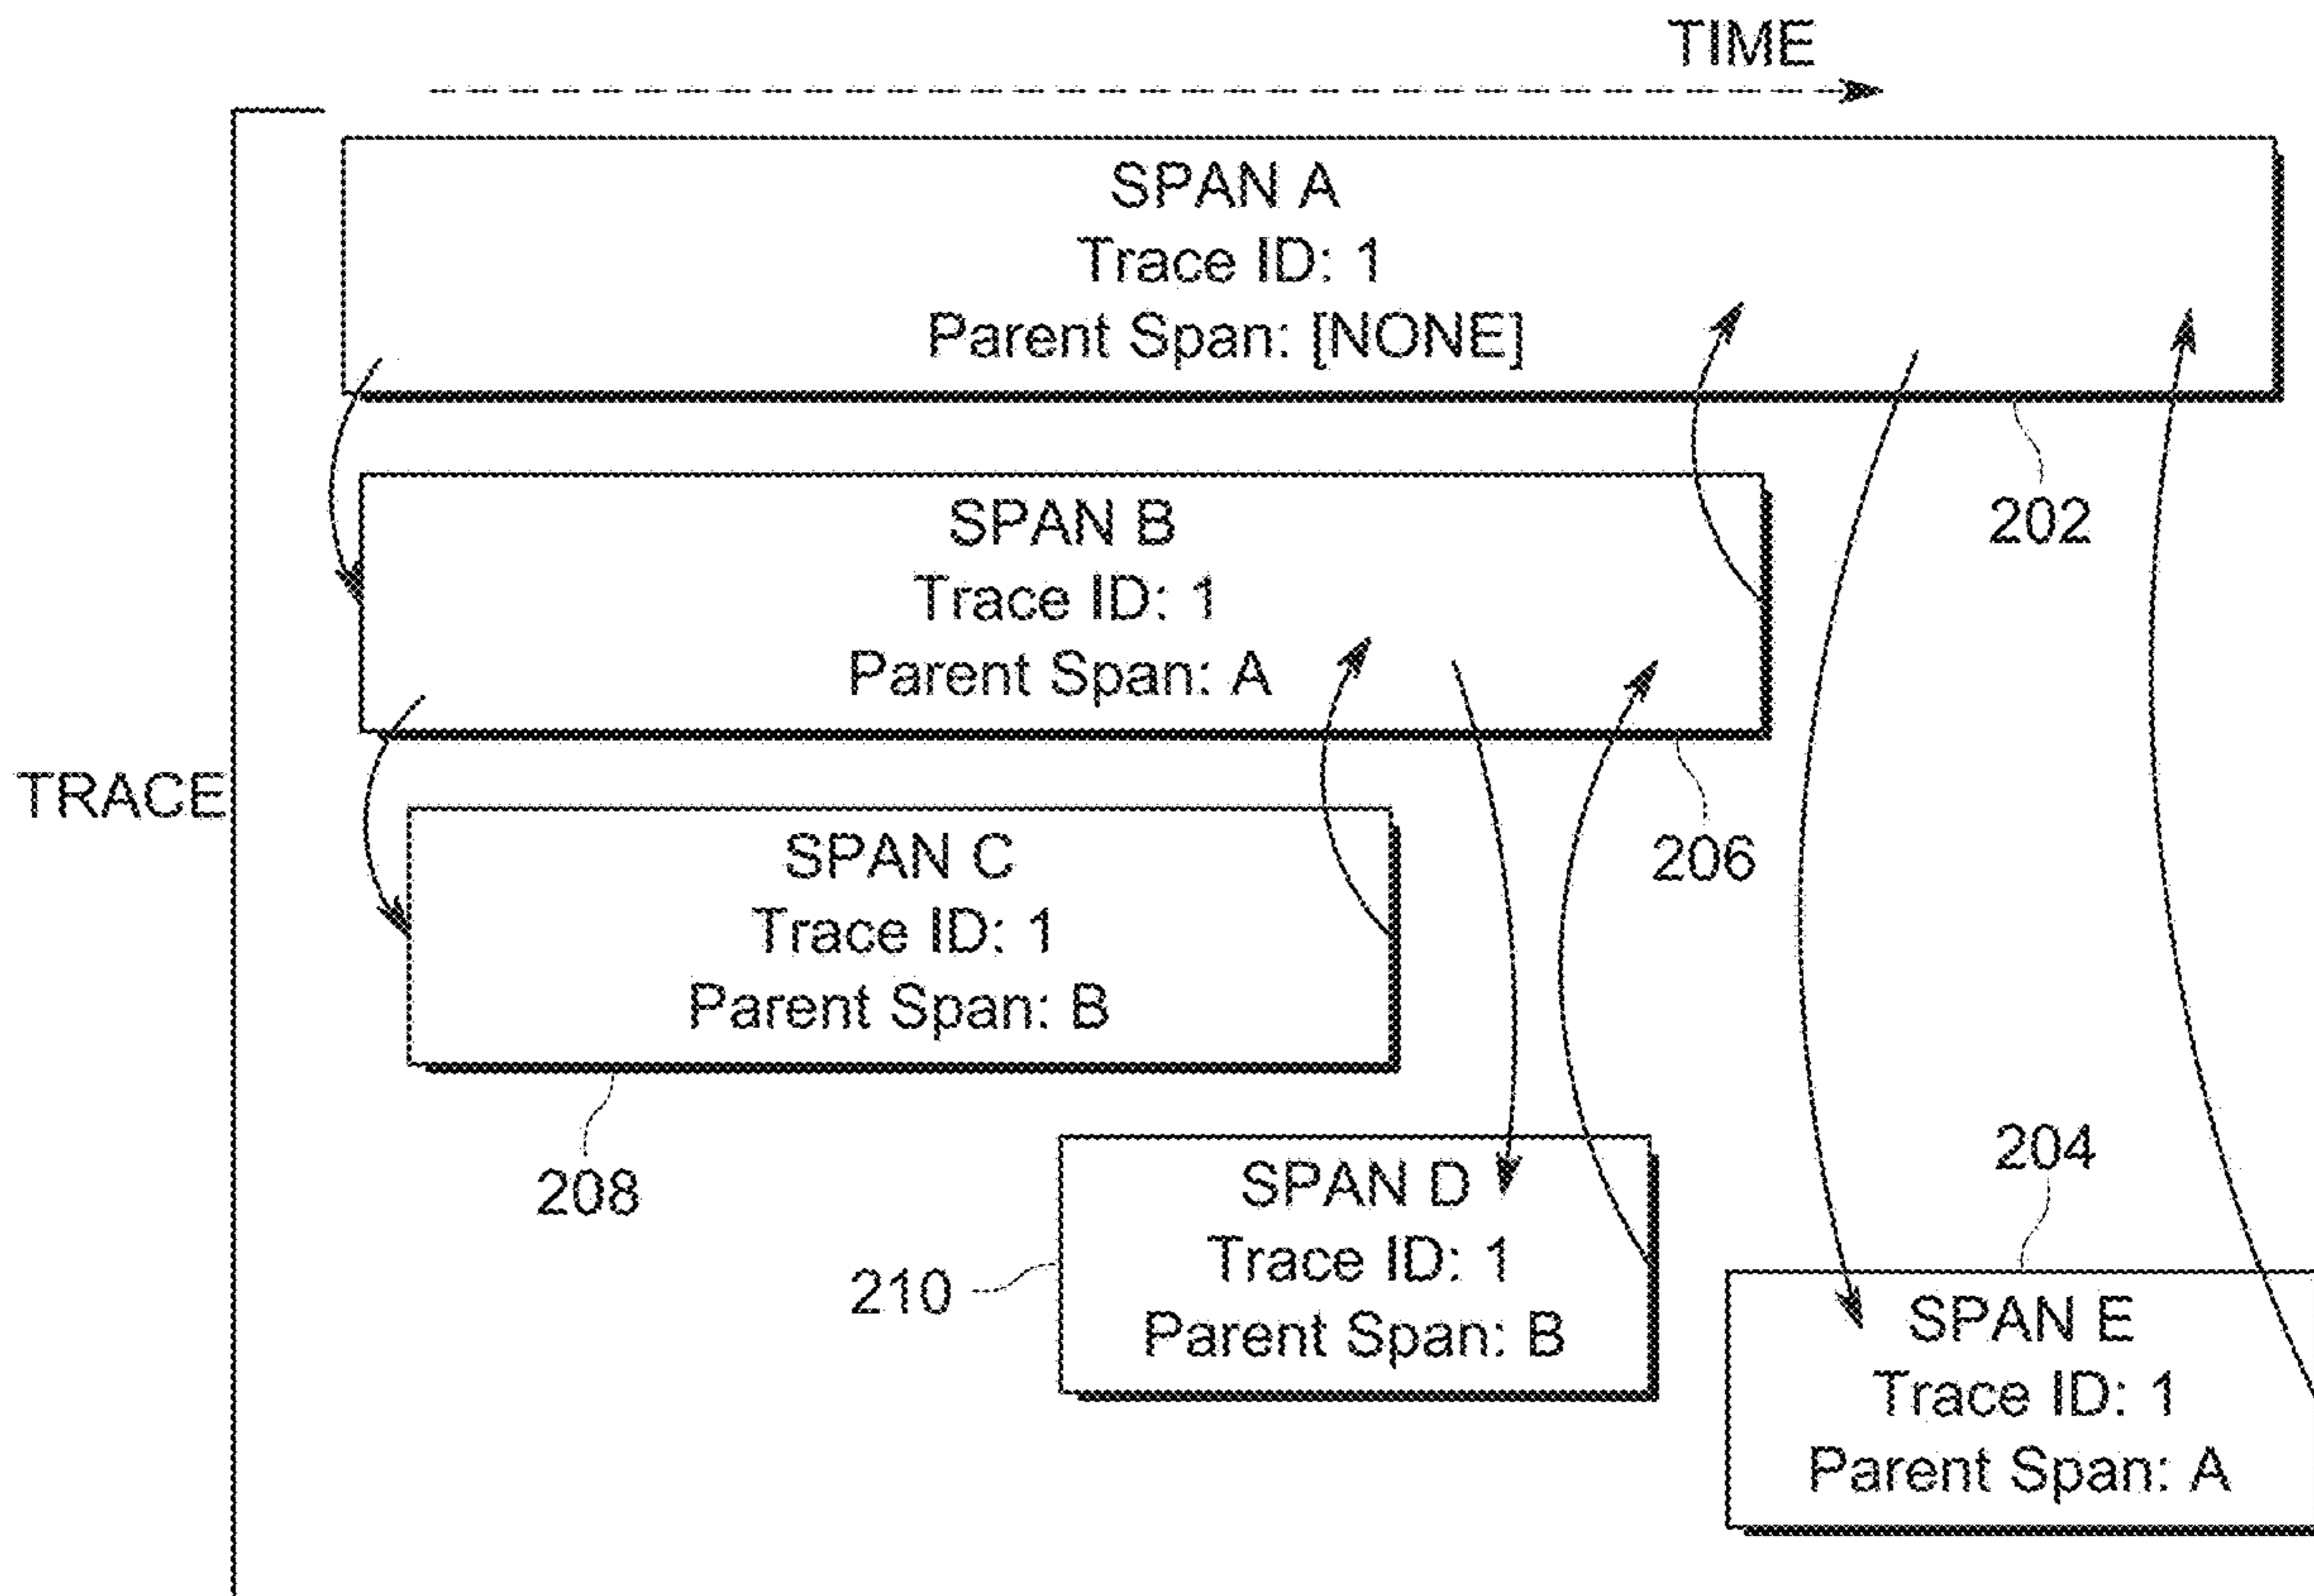 TIME
SPAN A
Trace ID: 1
Parent Span: [NONE]
202
SPAN B
Trace ID: 1
Parent Span: A
206
TRACE
SPAN C
Trace ID: 1
Parent Span: B
208
SPAN D
Trace ID: 1
Parent Span: B
210
204
SPAN E
Trace ID: 1
Parent Span: A